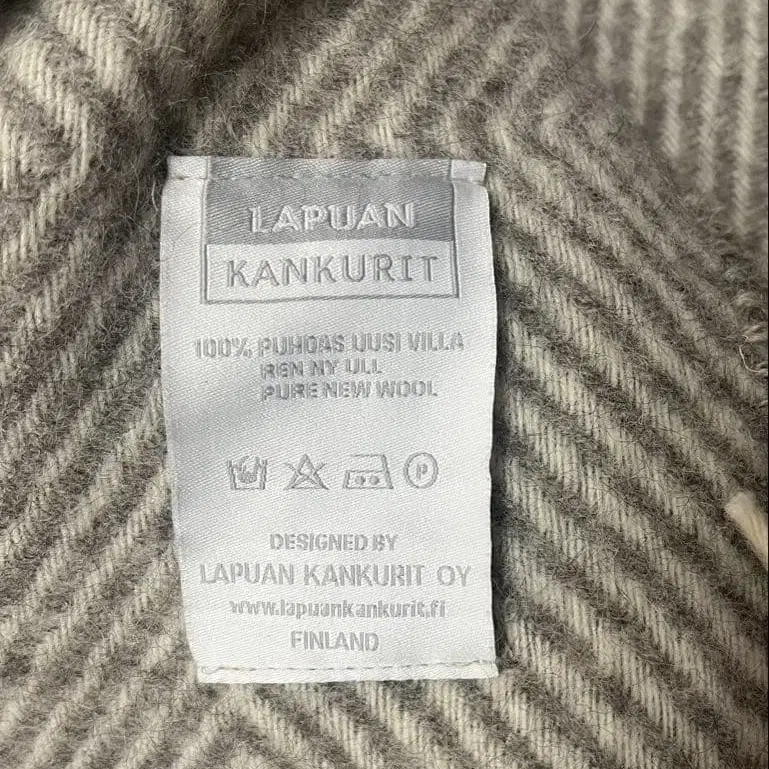 LAPUAN
KANKURIT
100% PUHDAS UUSI VILLA
REN NY ULL
PURE NEW WOOL
P
DESIGNED BY
LAPUAN KANKURIT OY
www.lapuankankurit.fi
FINLAND